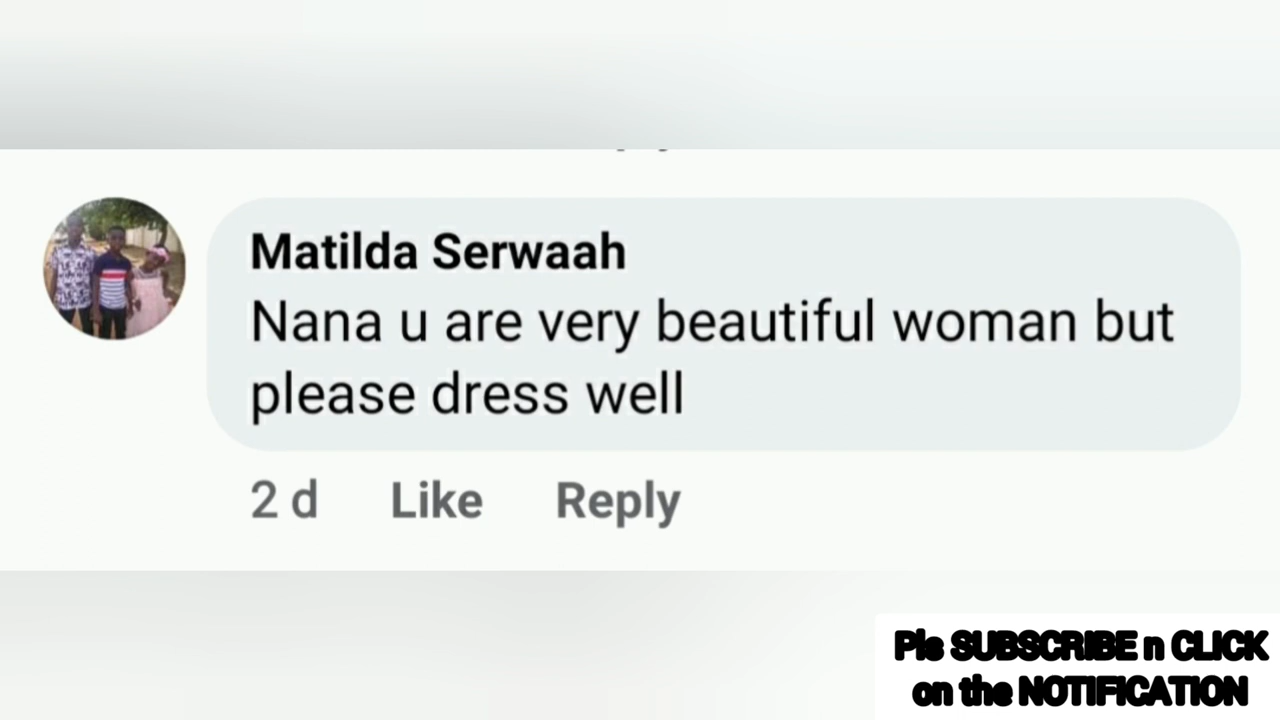 Matilda Serwaah
Nana u are very beautiful woman but
please dress well
2 d Like Reply
Pls SUBSCRIBE n CLICK
on the NOTIFICATION